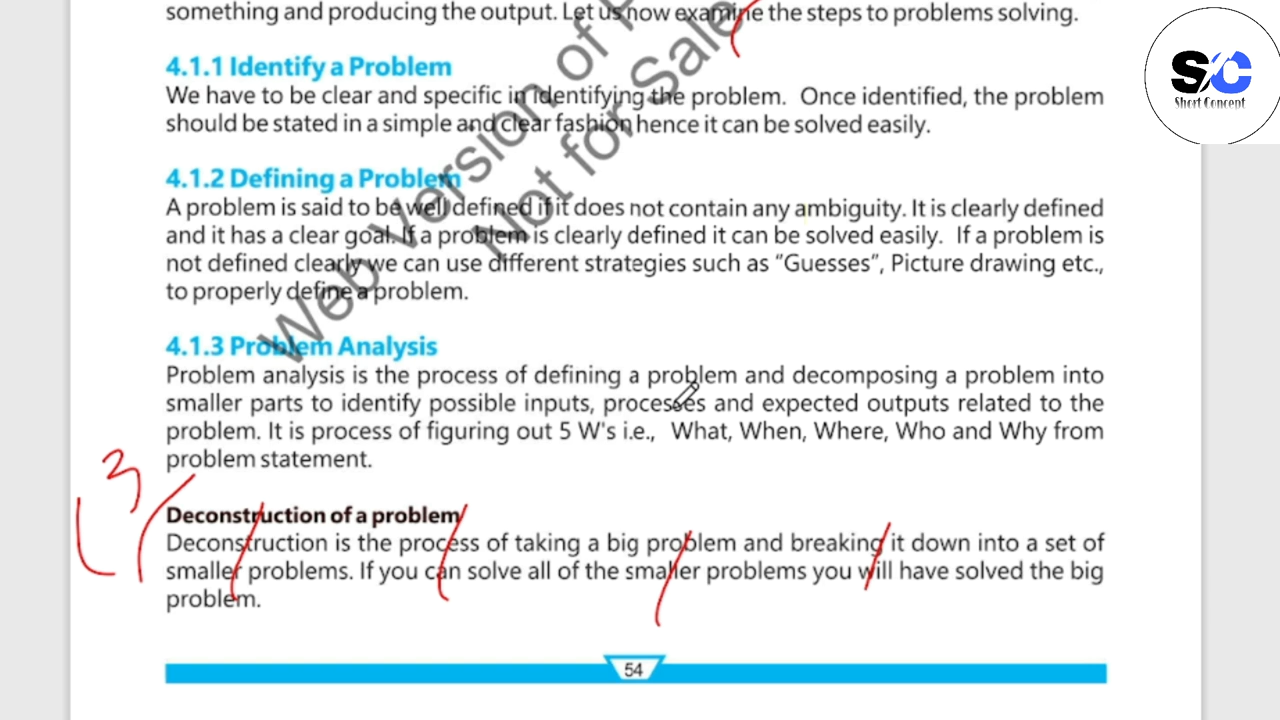 something and producing the output. Let us now examine the steps to problems solving.
SC
Short Concept
4.1.1 Identify a Problem
We have to be clear and specific in identifying the problem. Once identified, the problem
should be stated in a simple and clear fashion hence it can be solved easily.
4.1.2 Defining a Problem
A problem is said to be well defined if it does not contain any ambiguity. It is clearly defined
and it has a clear goal. If a problem is clearly defined it can be solved easily. If a problem is
not defined clearly we can use different strategies such as “Guesses”, Picture drawing etc.,
to properly define a problem.
4.1.3 Problem Analysis
Problem analysis is the process of defining a problem and decomposing a problem into
smaller parts to identify possible inputs, processes and expected outputs related to the
problem. It is process of figuring out 5 W's i.e., What, When, Where, Who and Why from
problem statement.
3
Deconstruction of a problem
Deconstruction is the process of taking a big problem and breaking it down into a set of
smaller problems. If you can solve all of the smaller problems you will have solved the big
problem.
54
Web Version of
Not for Sale